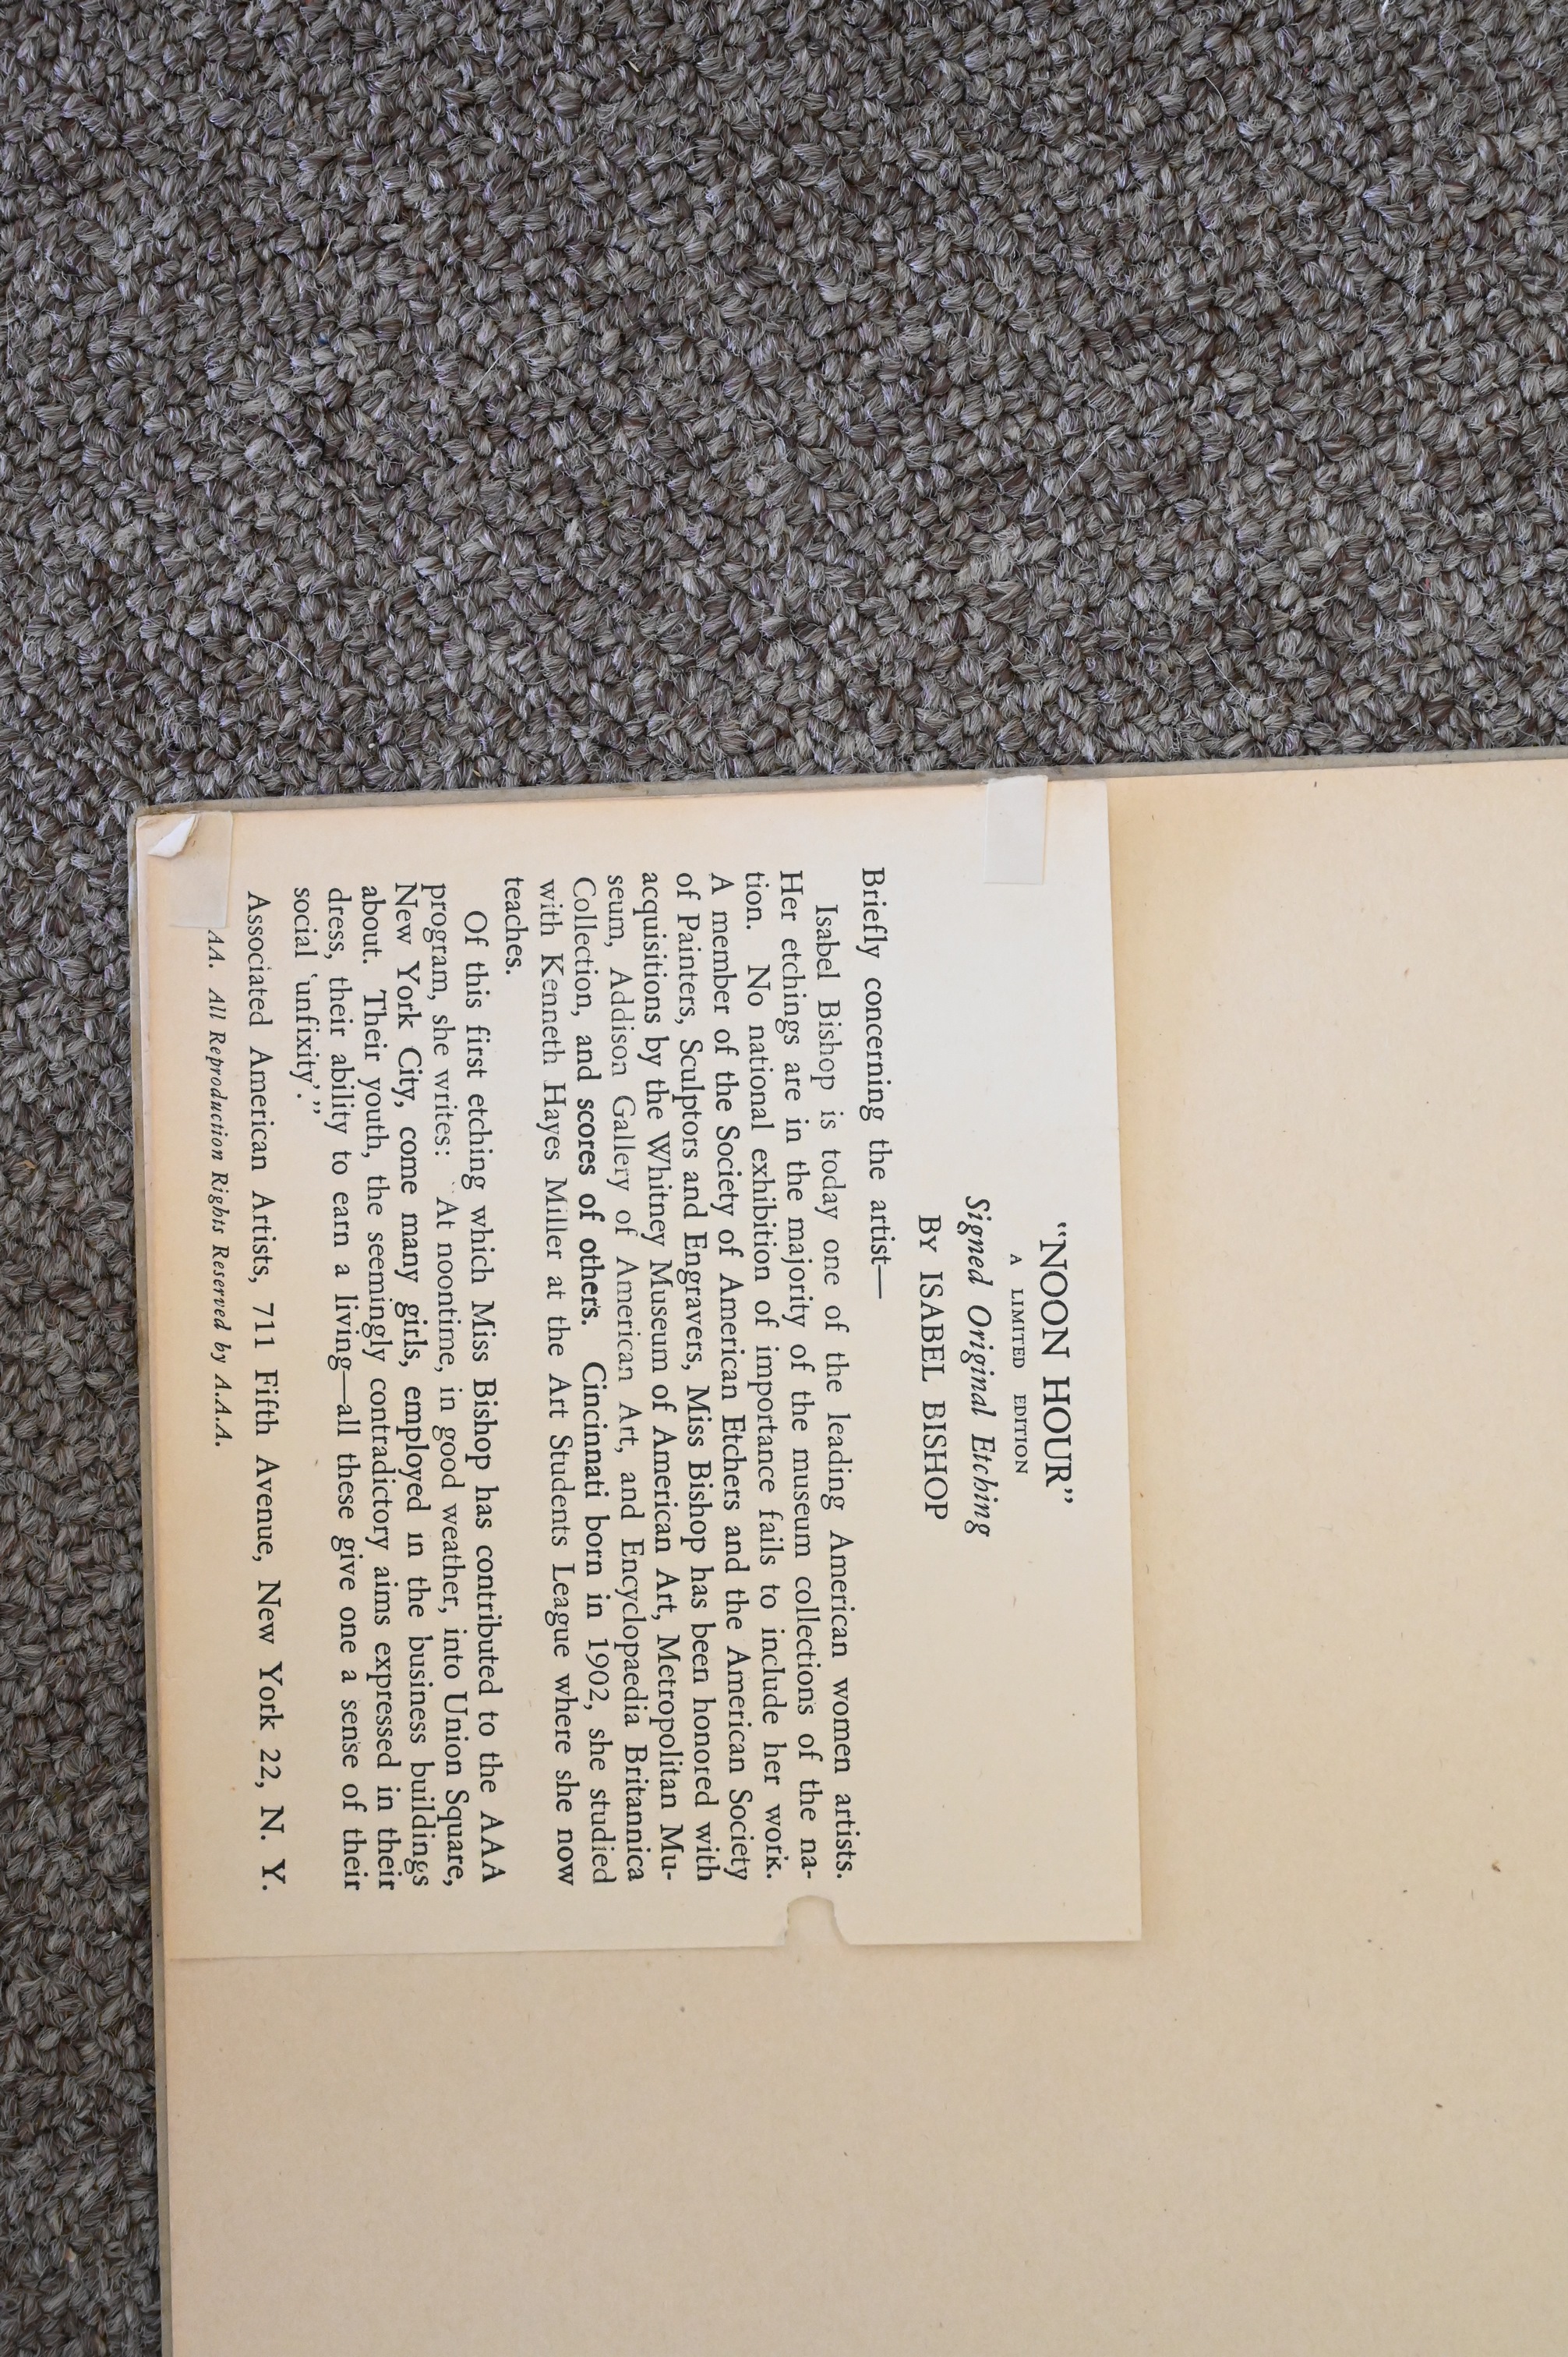 "NOON HOUR"
A LIMITED EDITION
Signed Original Etching
BY ISABEL BISHOP
Briefly concerning the artist—
Isabel Bishop is today one of the leading American women artists.
Her etchings are in the majority of the museum collections of the na-
tion. No national exhibition of importance fails to include her work.
A member of the Society of American Etchers and the American Society
of Painters, Sculptors and Engravers, Miss Bishop has been honored with
acquisitions by the Whitney Museum of American Art, Metropolitan Mu-
seum, Addison Gallery of American Art, and Encyclopaedia Britannica
Collection, and scores of others. Cincinnati born in 1902, she studied
with Kenneth Hayes Miller at the Art Students League where she now
teaches.
Of this first etching which Miss Bishop has contributed to the AAA
program, she writes: "At noontime, in good weather, into Union Square,
New York City, come many girls, employed in the business buildings
about. Their youth, the seemingly contradictory aims expressed in their
dress, their ability to earn a living—all these give one a sense of their
social 'unfixity'."
Associated American Artists, 711 Fifth Avenue, New York 22, N. Y.
AA. All Reproduction Rights Reserved by A.A.A.